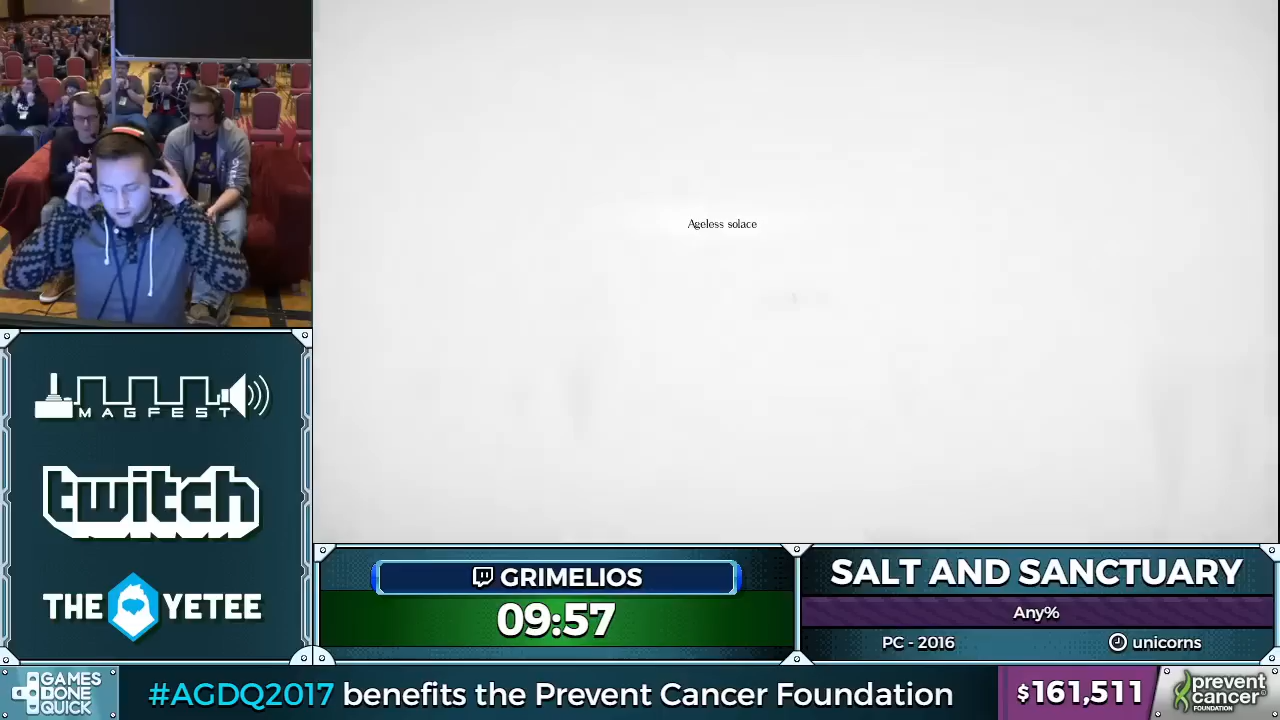 Ageless solace
MAGFEST
twitch
THE YETEE
GRIMELIOS
09:57
SALT AND SANCTUARY
Any%
PC - 2016
unicorns
GAMES
DONE
QUICK
#AGDQ2017 benefits the Prevent Cancer Foundation
$161,511
prevent
cancer
FOUNDATION